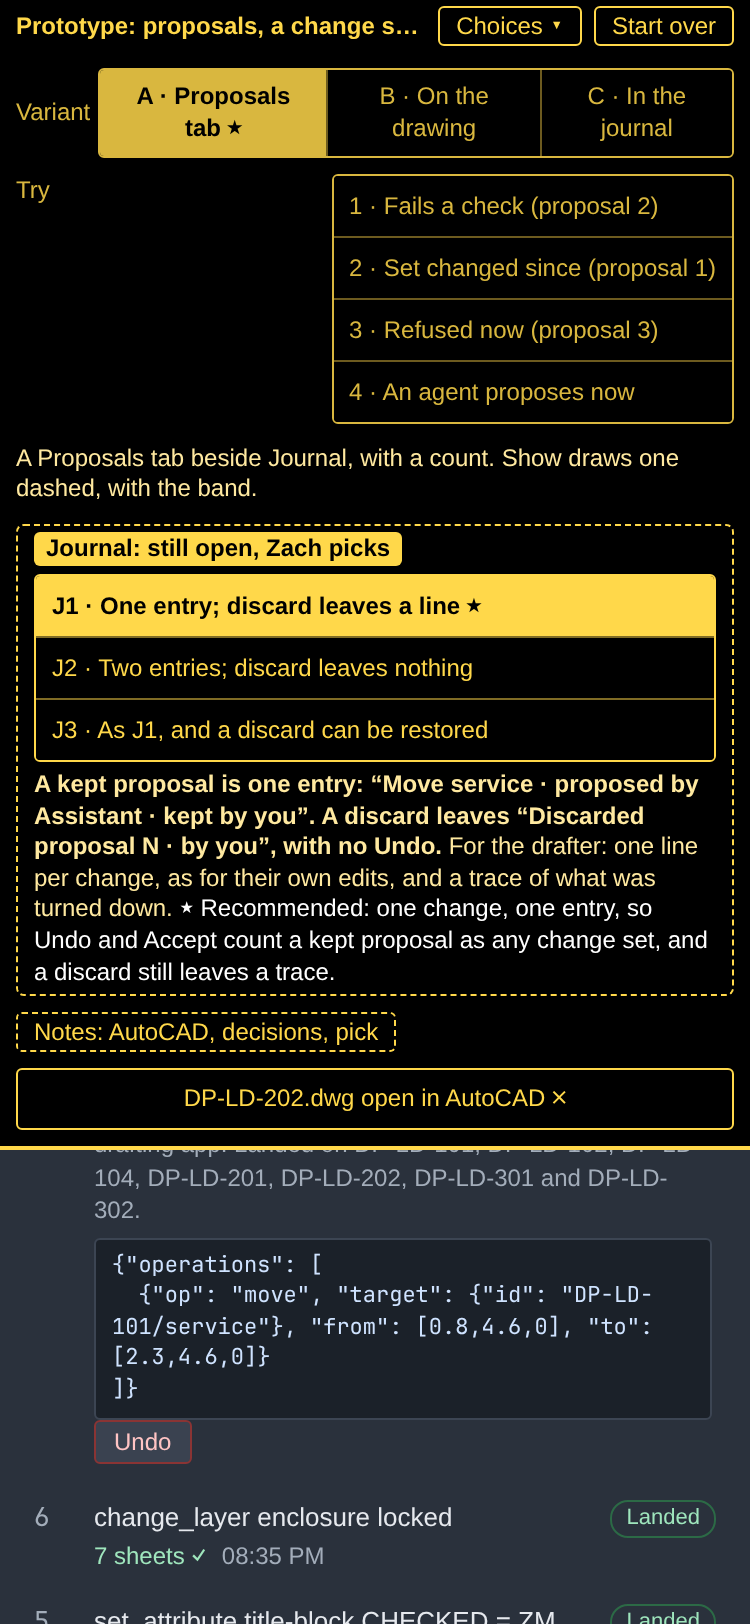 Prototype: proposals, a change s…
Choices ▾
Start over
Variant
A · Proposals
tab ★
B · On the
drawing
C · In the
journal
Try
1 · Fails a check (proposal 2)
2 · Set changed since (proposal 1)
3 · Refused now (proposal 3)
4 · An agent proposes now
A Proposals tab beside Journal, with a count. Show draws one
dashed, with the band.
Journal: still open, Zach picks
J1 · One entry; discard leaves a line ★
J2 · Two entries; discard leaves nothing
J3 · As J1, and a discard can be restored
A kept proposal is one entry: “Move service · proposed by
Assistant · kept by you”. A discard leaves “Discarded
proposal N · by you”, with no Undo. For the drafter: one line
per change, as for their own edits, and a trace of what was
turned down. ★ Recommended: one change, one entry, so
Undo and Accept count a kept proposal as any change set, and
a discard still leaves a trace.
Notes: AutoCAD, decisions, pick
DP-LD-202.dwg open in AutoCAD ×
104, DP-LD-201, DP-LD-202, DP-LD-301 and DP-LD-
302.
{"operations": [
{"op": "move", "target": {"id": "DP-LD-
101/service"}, "from": [0.8,4.6,0], "to":
[2.3,4.6,0]}
]}
Undo
6
change_layer enclosure locked
Landed
7 sheets ✓ 08:35 PM
5
set_attribute title-block CHECKED = ZM
Landed